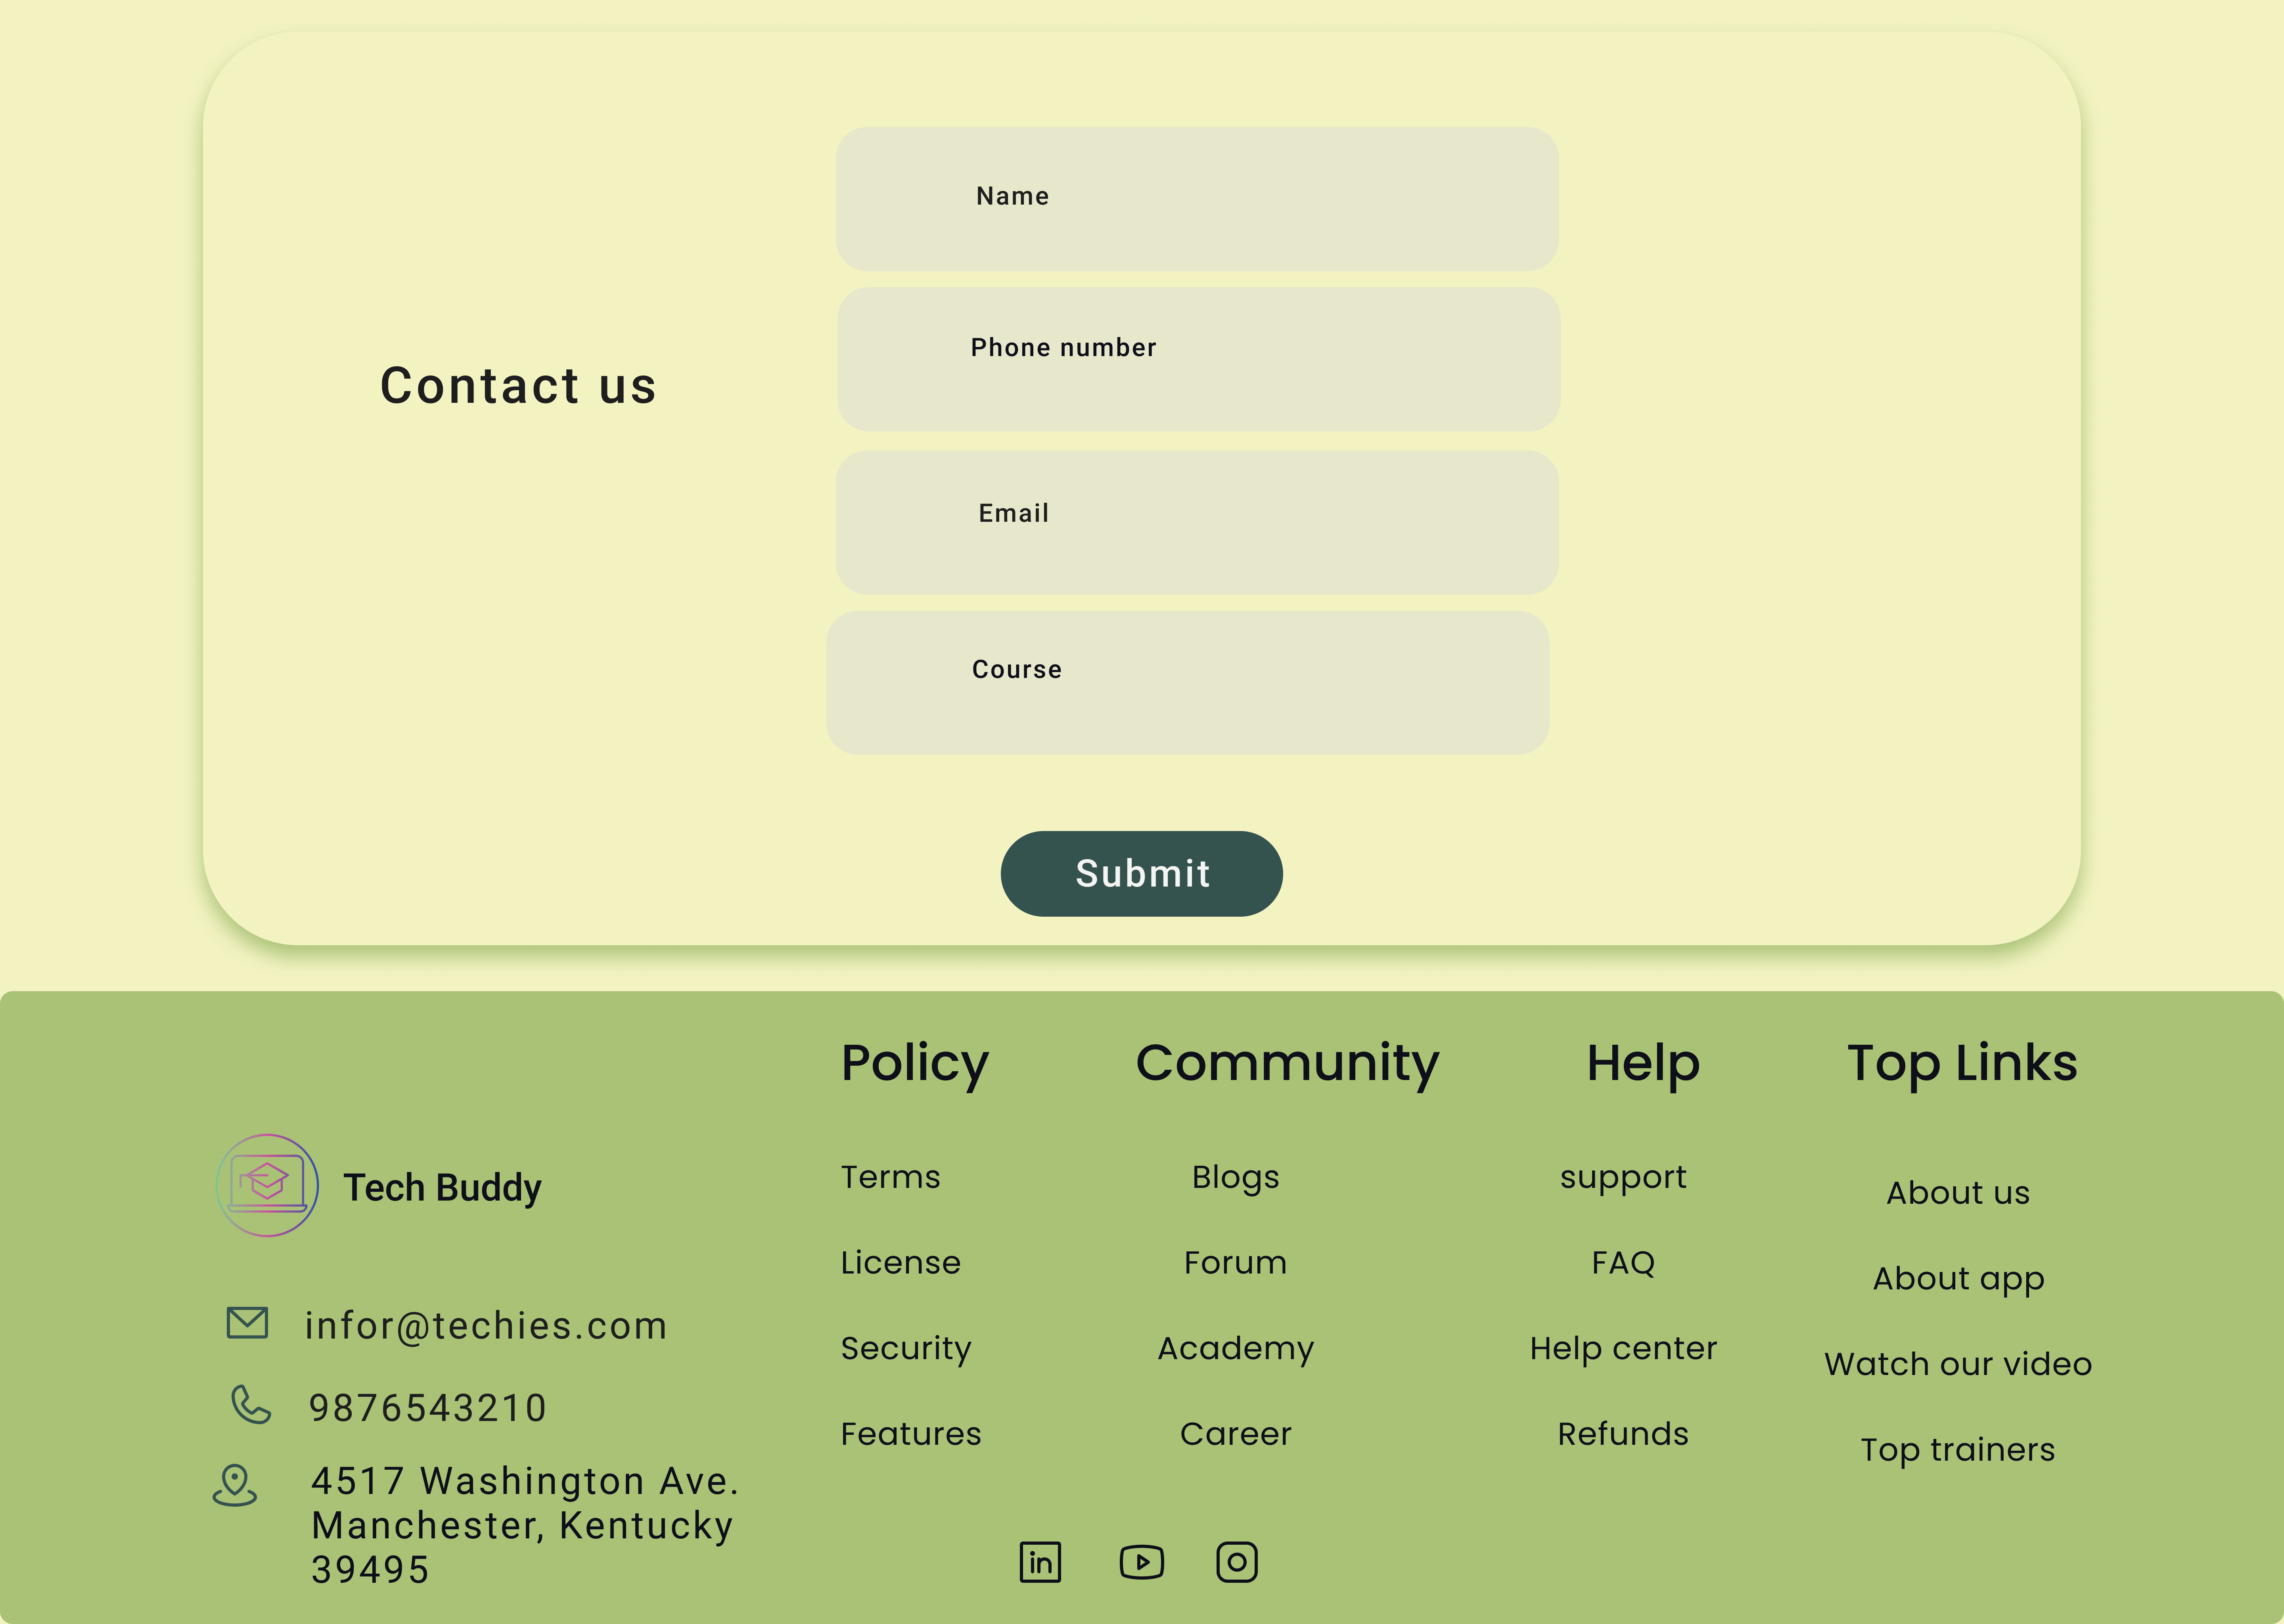 Contact us
Name
Phone number
Email
Course
Submit
Tech Buddy
infor@techies.com
9876543210
4517 Washington Ave.
Manchester, Kentucky
39495
Policy
Terms
License
Security
Features
Community
Blogs
Forum
Academy
Career
Help
support
FAQ
Help center
Refunds
Top Links
About us
About app
Watch our video
Top trainers
in